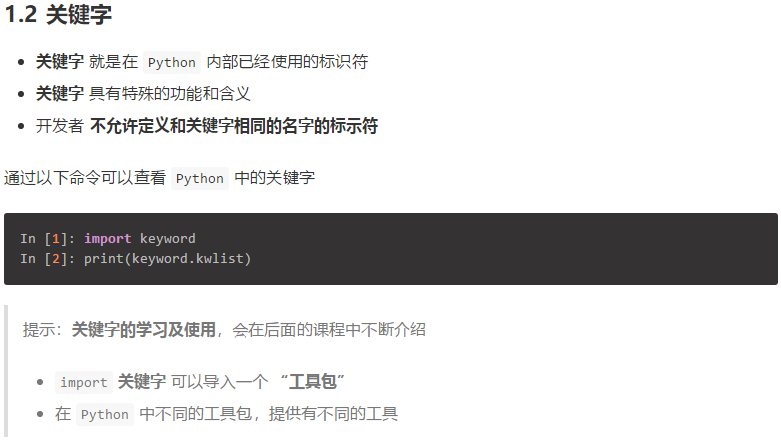 1.2 关键字
关键字 就是在 Python 内部已经使用的标识符
关键字 具有特殊的功能和含义
开发者 不允许定义和关键字相同的名字的标示符
通过以下命令可以查看 Python 中的关键字
In [1]: import keyword
In [2]: print(keyword.kwlist)
提示：关键字的学习及使用，会在后面的课程中不断介绍
import 关键字 可以导入一个 “工具包”
在 Python 中不同的工具包，提供有不同的工具